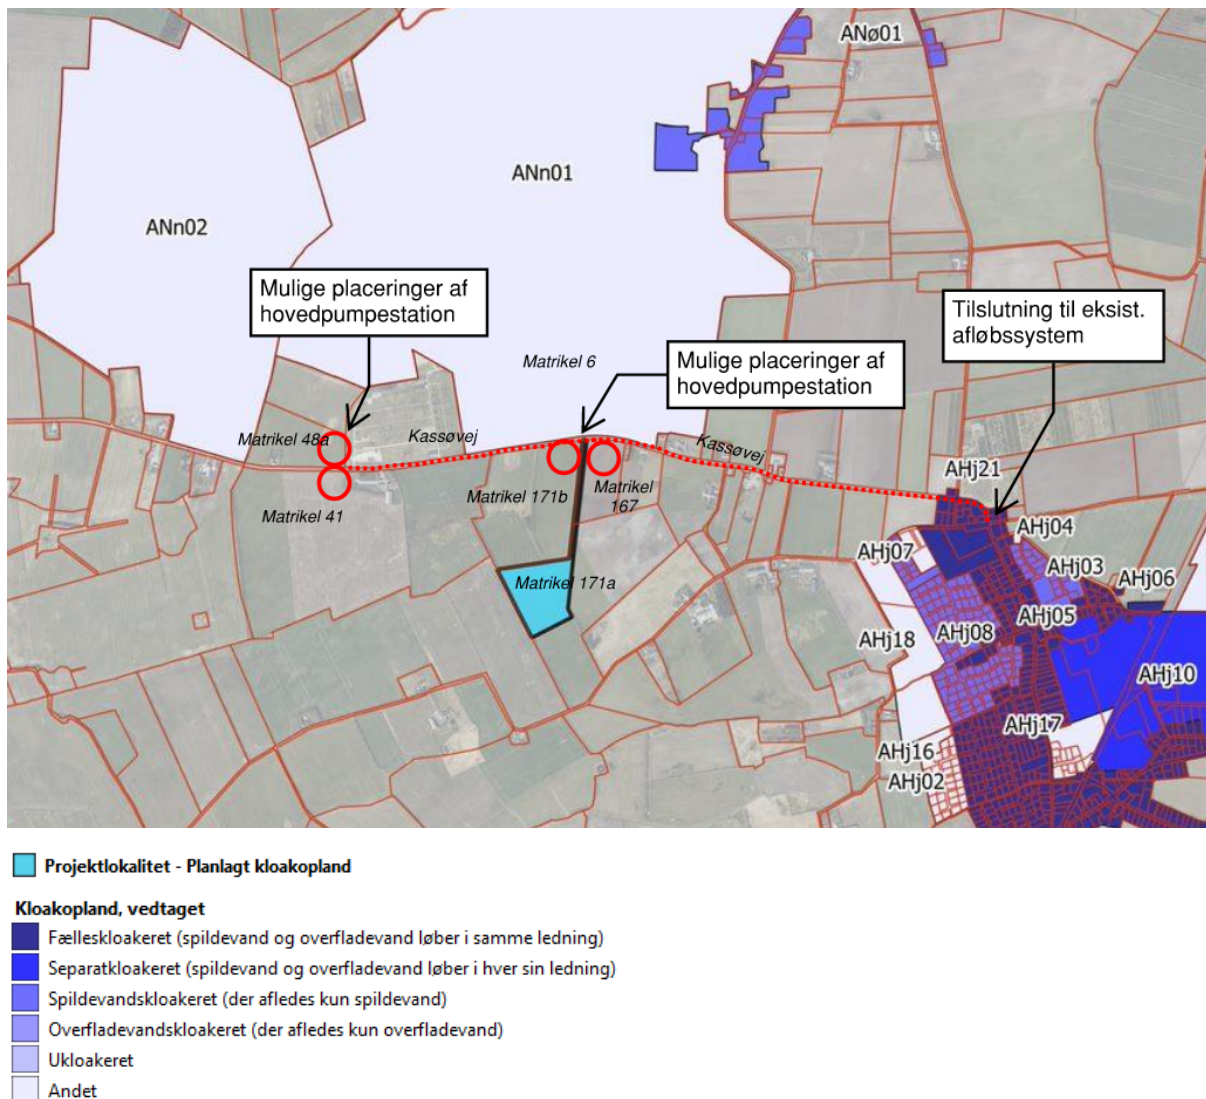 ANø01
ANn01
ANn02
Mulige placeringer af
hovedpumpestation
Tilslutning til eksist.
afløbssystem
Matrikel 6
Mulige placeringer af
hovedpumpestation
Matrikel 48a
Kassøvej
Kassøvej
AHj21
Matrikel 171b
Matrikel
167
Matrikel 41
AHj04
AHj07
AHj03
AHj06
Matrikel 171a
AHj05
AHj18
AHj08
AHj10
AHj17
AHj16
AHj02
Projektlokalitet - Planlagt kloakopland
Kloakopland, vedtaget
Fælleskloakeret (spildevand og overfladevand løber i samme ledning)
Separatkloakeret (spildevand og overfladevand løber i hver sin ledning)
Spildevandskloakeret (der afledes kun spildevand)
Overfladevandskloakeret (der afledes kun overfladevand)
Ukloakeret
Andet